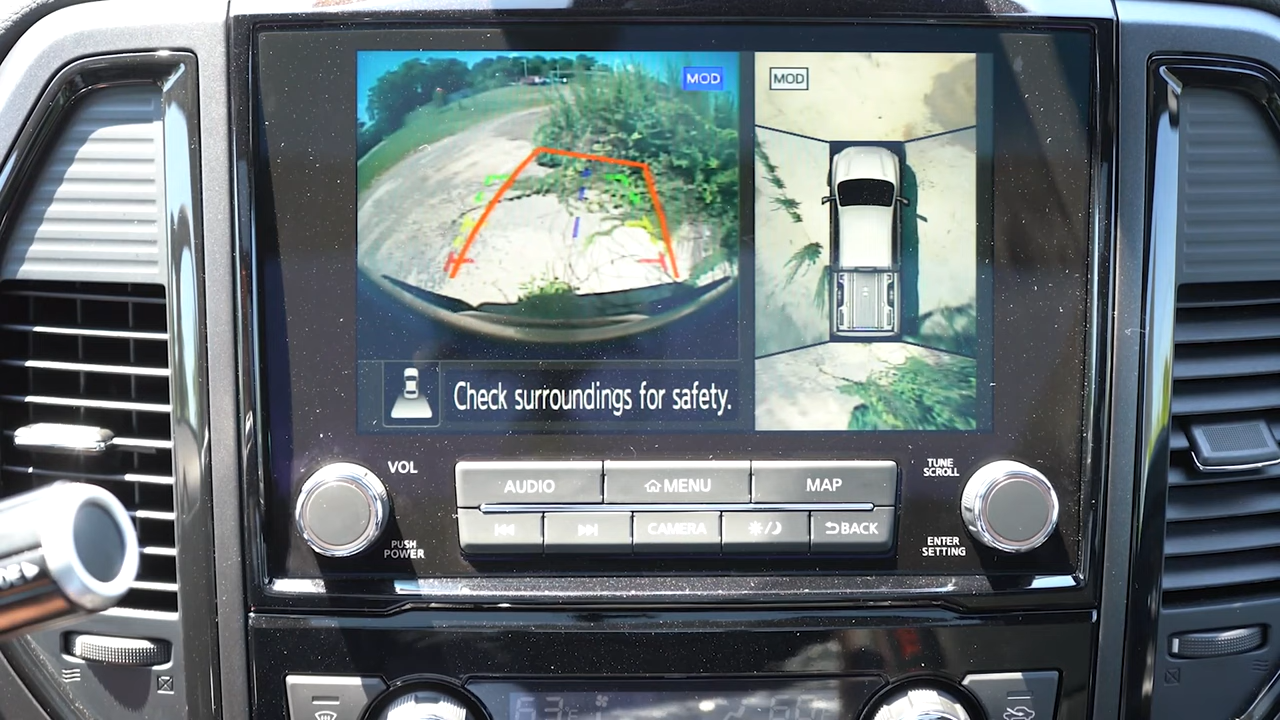 MOD
MOD
Check surroundings for safety.
VOL
PUSH
POWER
AUDIO
MENU
MAP
CAMERA
BACK
TUNE
SCROLL
ENTER
SETTING